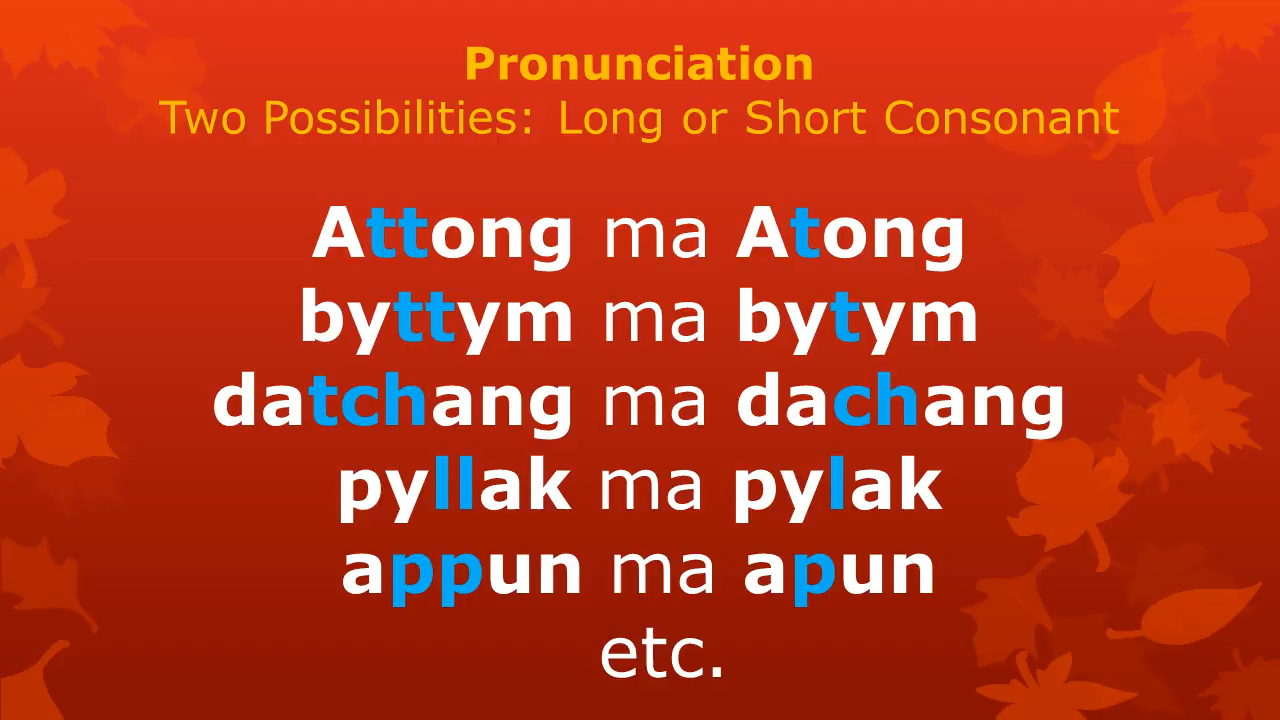 Pronunciation
Two Possibilities: Long or Short Consonant
Attong ma Atong
byttym ma bytym
datchang ma dachang
pyllak ma pylak
appun ma apun
etc.